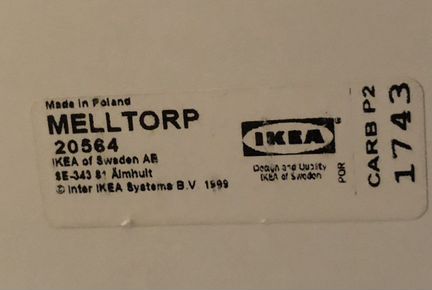 Made in Poland
MELLTORP
20564
IKEA of Sweden AB
SE-343 81 Älmhult
© Inter IKEA Systems B.V 1999
IKEA ®
Design and Quality
IKEA of Sweden
POR
CARB P2
1743